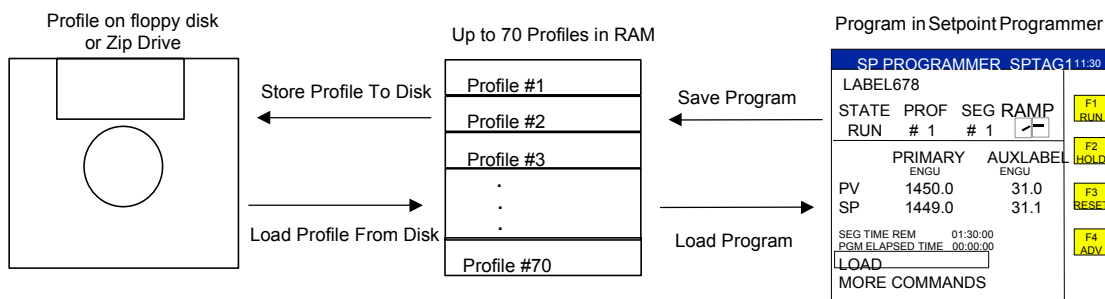 Profile on floppy disk
or Zip Drive
Store Profile To Disk
Load Profile From Disk
Up to 70 Profiles in RAM
Profile #1
Profile #2
Profile #3
.
.
.
Profile #70
Save Program
Load Program
Program in Setpoint Programmer
SP PROGRAMMER SPTAG1 11:30
LABEL678
STATE PROF SEG RAMP
RUN # 1 # 1
PRIMARY AUXLABEL
ENGU ENGU
PV 1450.0 31.0
SP 1449.0 31.1
SEG TIME REM 01:30:00
PGM ELAPSED TIME 00:00:00
LOAD
MORE COMMANDS
F1
RUN
F2
HOLD
F3
RESET
F4
ADV